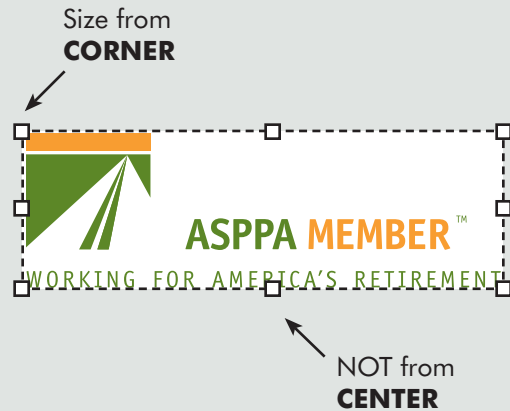 Size from
CORNER
ASPPA MEMBER™
WORKING FOR AMERICA'S RETIREMENT
NOT from
CENTER